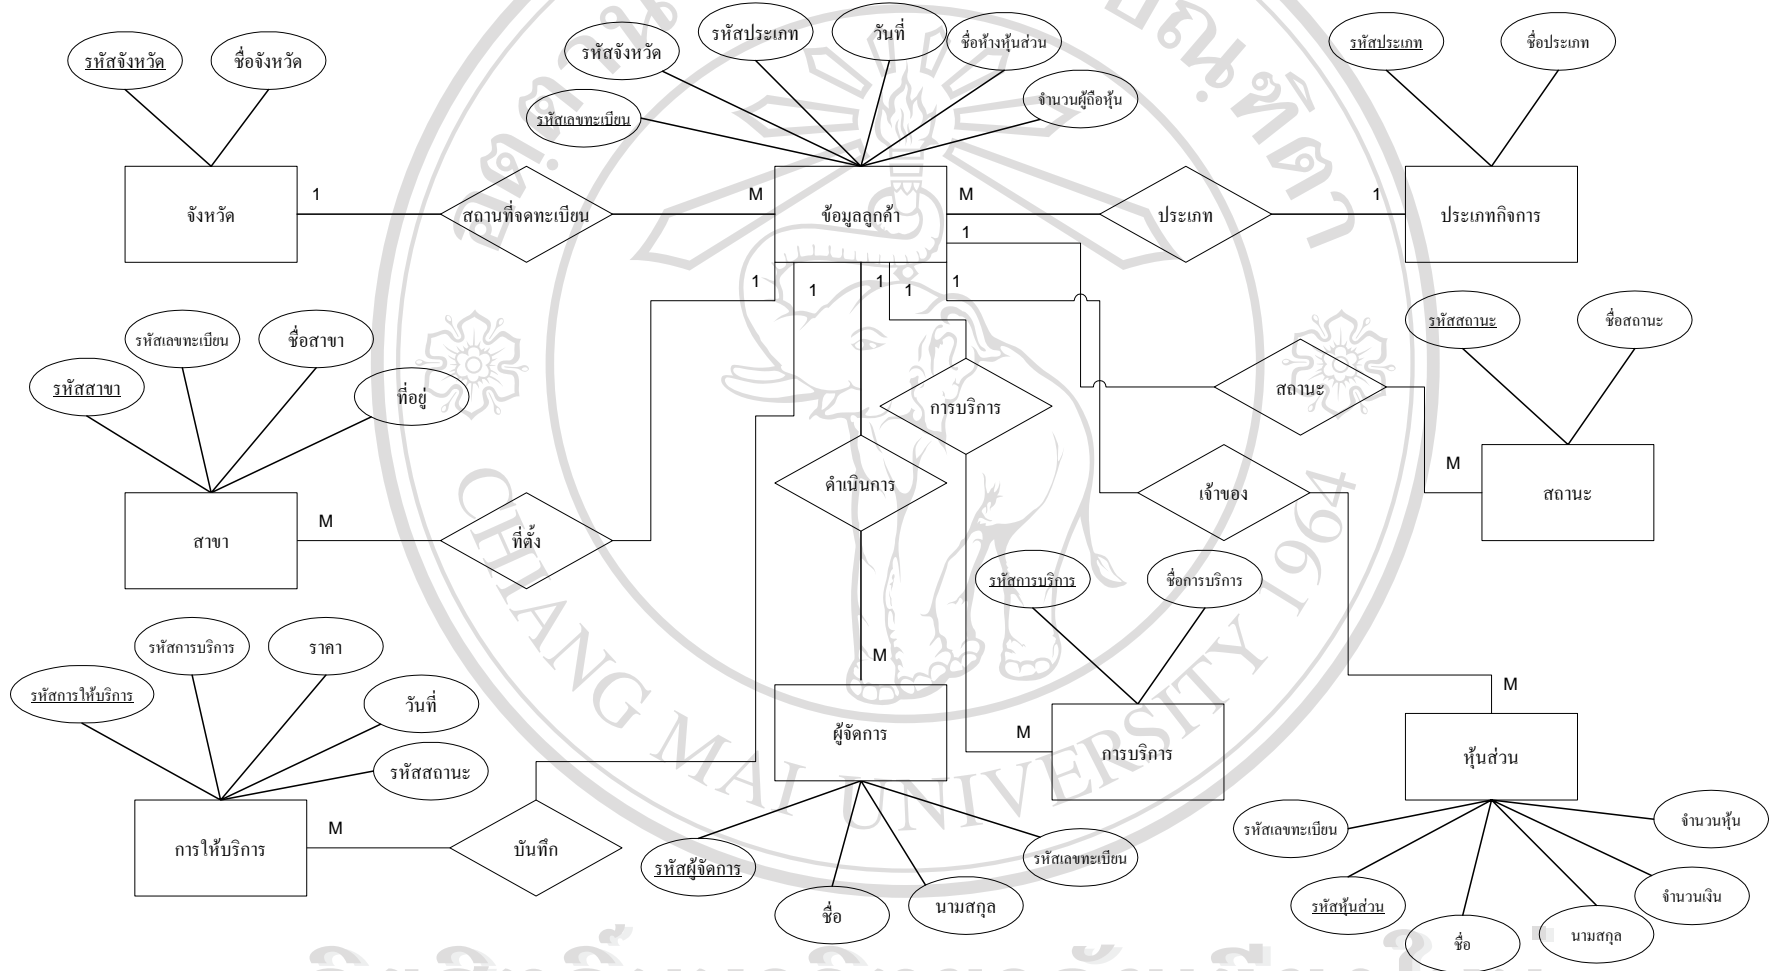 รหัสจังหวัด
ชื่อจังหวัด
รหัสจังหวัด
รหัสประเภท
วันที่
ชื่อห้างหุ้นส่วน
รหัสประเภท
ชื่อประเภท
รหัสเลขทะเบียน
จำนวนผู้ถือหุ้น
จังหวัด
1
สถานที่จดทะเบียน
M
ข้อมูลลูกค้า
M
ประเภท
1
ประเภทกิจการ
1
1
1
1
1
1
รหัสเลขทะเบียน
ชื่อสาขา
รหัสสถานะ
ชื่อสถานะ
รหัสสาขา
ที่อยู่
การบริการ
สถานะ
M
สถานะ
ดำเนินการ
เจ้าของ
สาขา
M
ที่ตั้ง
รหัสการบริการ
ชื่อการบริการ
รหัสการบริการ
ราคา
M
M
รหัสการให้บริการ
วันที่
ผู้จัดการ
M
การบริการ
หุ้นส่วน
รหัสสถานะ
การให้บริการ
M
บันทึก
รหัสผู้จัดการ
ชื่อ
นามสกุล
รหัสเลขทะเบียน
รหัสเลขทะเบียน
จำนวนหุ้น
รหัสหุ้นส่วน
จำนวนเงิน
ชื่อ
นามสกุล
CHIANG MAI UNIVERSITY 1964